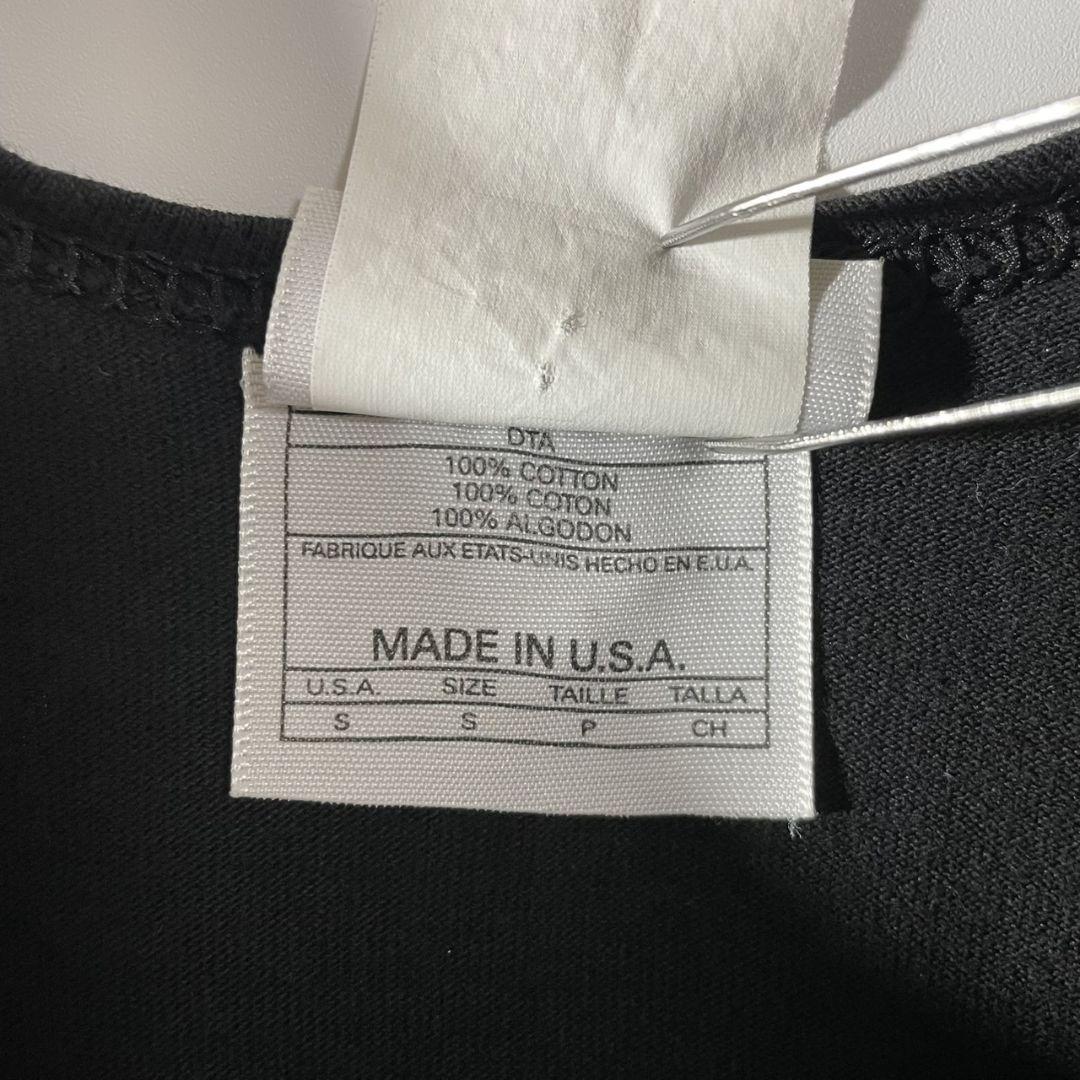 DTA
100% COTTON
100% COTON
100% ALGODON
FABRIQUE AUX ETATS-UNIS HECHO EN E.U.A.
MADE IN U.S.A.
U.S.A. SIZE TAILLE TALLA
S S P CH